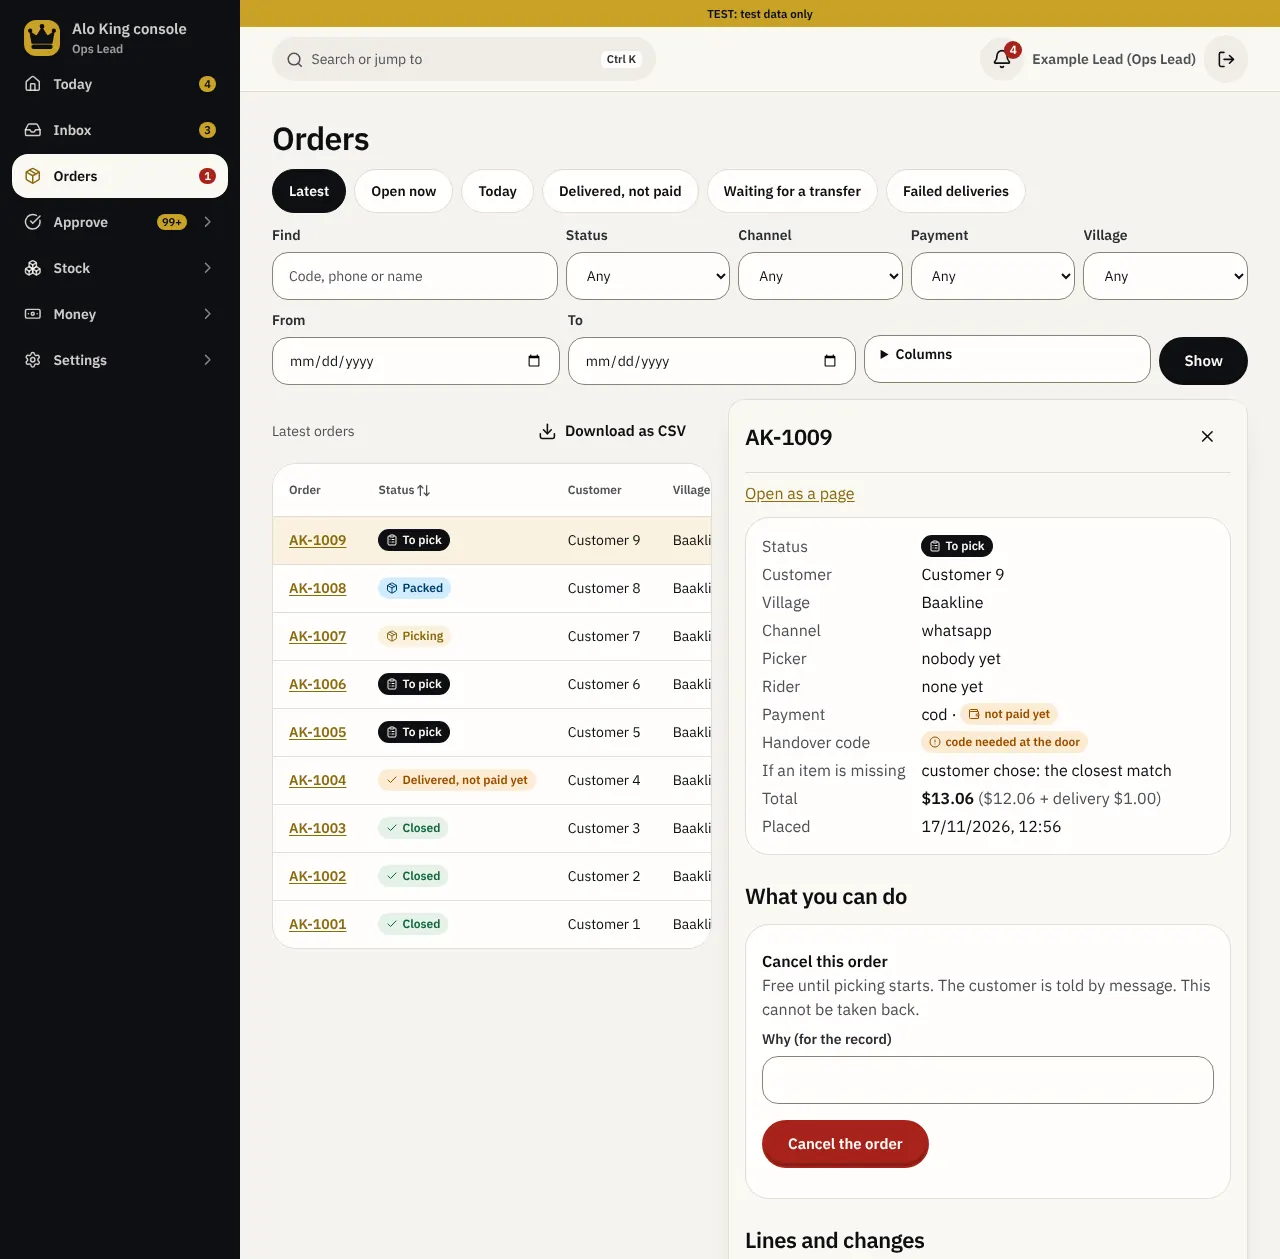 TEST: test data only
Alo King console
Ops Lead
Today 4
Inbox 3
Orders 1
Approve 99+
Stock
Money
Settings
Search or jump to Ctrl K
4
Example Lead (Ops Lead)
Orders
Latest Open now Today Delivered, not paid Waiting for a transfer Failed deliveries
Find Status Channel Payment Village
Code, phone or name Any Any Any Any
From To
mm/dd/yyyy mm/dd/yyyy Columns Show
Latest orders Download as CSV
Order Status Customer Village
AK-1009 To pick Customer 9 Baakli
AK-1008 Packed Customer 8 Baakli
AK-1007 Picking Customer 7 Baakli
AK-1006 To pick Customer 6 Baakli
AK-1005 To pick Customer 5 Baakli
AK-1004 Delivered, not paid yet Customer 4 Baakli
AK-1003 Closed Customer 3 Baakli
AK-1002 Closed Customer 2 Baakli
AK-1001 Closed Customer 1 Baakli
AK-1009
Open as a page
Status To pick
Customer Customer 9
Village Baakline
Channel whatsapp
Picker nobody yet
Rider none yet
Payment cod · not paid yet
Handover code code needed at the door
If an item is missing customer chose: the closest match
Total $13.06 ($12.06 + delivery $1.00)
Placed 17/11/2026, 12:56
What you can do
Cancel this order
Free until picking starts. The customer is told by message. This
cannot be taken back.
Why (for the record)
Cancel the order
Lines and changes